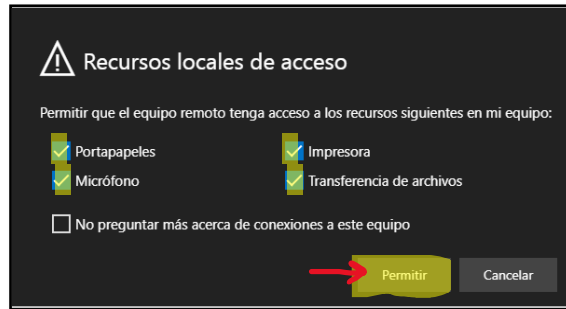 Recursos locales de acceso
Permitir que el equipo remoto tenga acceso a los recursos siguientes en mi equipo:
Portapapeles
Impresora
Micrófono
Transferencia de archivos
No preguntar más acerca de conexiones a este equipo
Permitir
Cancelar